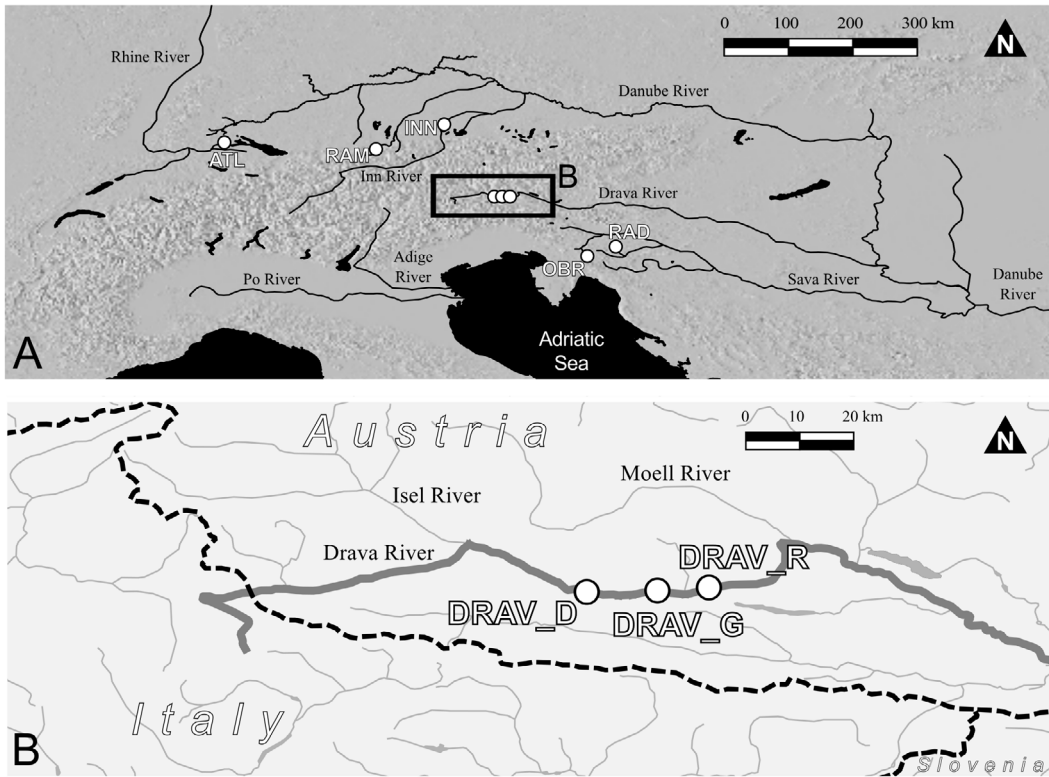 0 100 200 300 km
N
Rhine River
Danube River
INN
ATL
RAM
Inn River
B
Drava River
RAD
OBR
Adige
River
Po River
Sava River
Danube
River
Adriatic
Sea
A
0 10 20 km
N
Austria
Moell River
Isel River
Drava River
DRAV_R
DRAV_D
DRAV_G
Italy
B
Slovenia